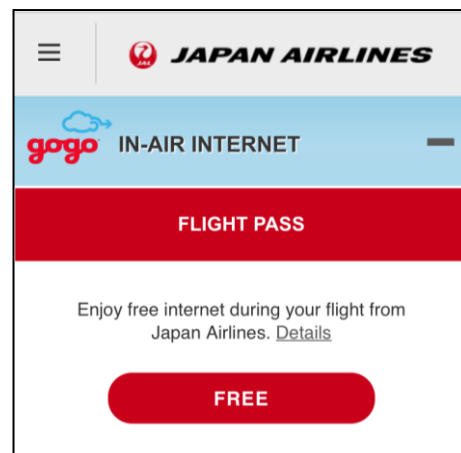 JAL
JAPAN AIRLINES
gogo IN-AIR INTERNET
FLIGHT PASS
Enjoy free internet during your flight from
Japan Airlines. Details
FREE